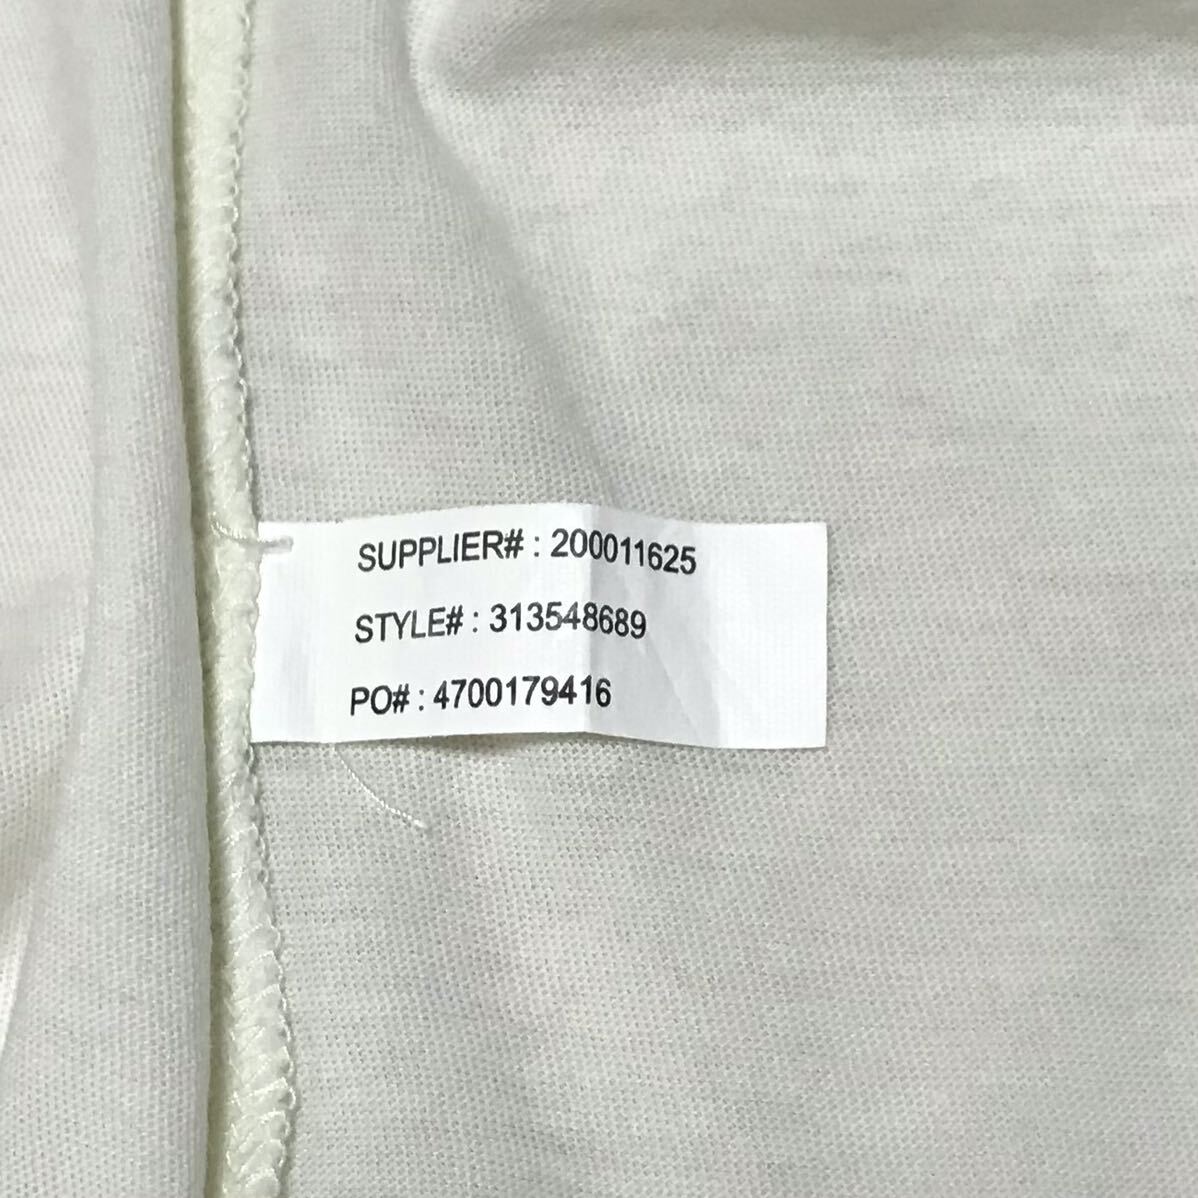 SUPPLIER# : 200011625
STYLE# : 313548689
PO# : 4700179416